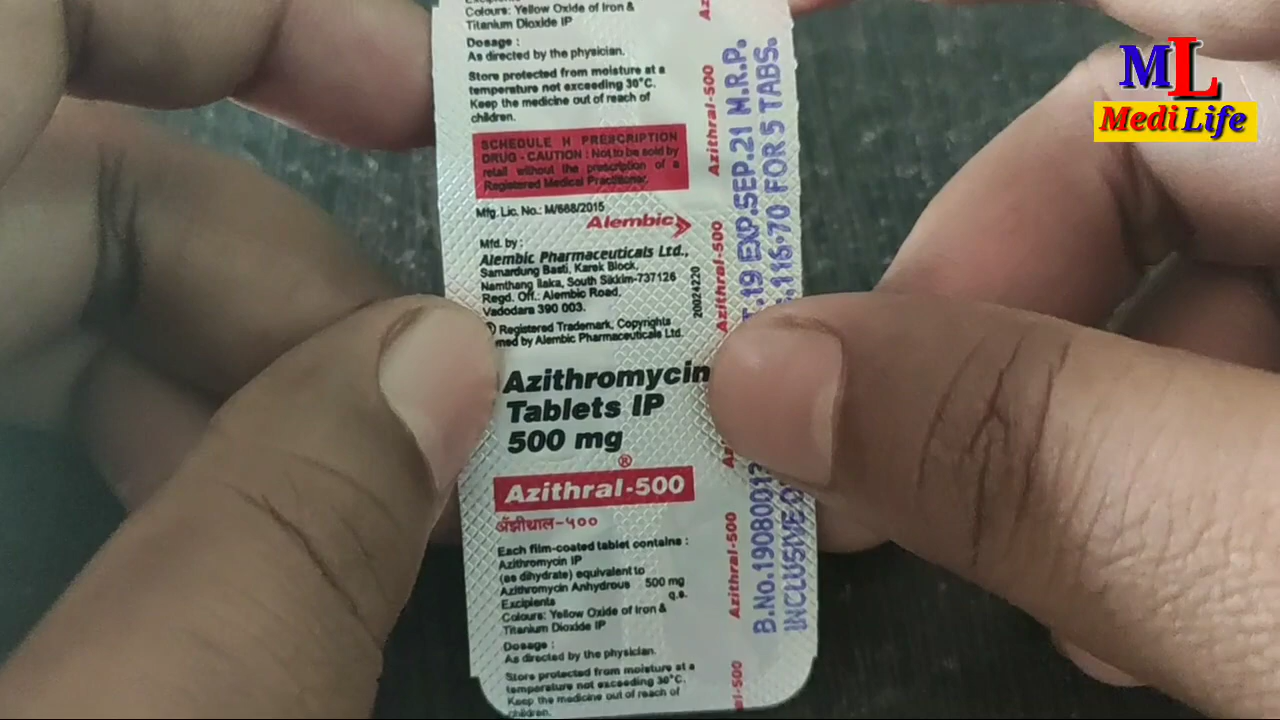 Colours: Yellow Oxide of Iron &
Titanium Dioxide IP
Dosage :
As directed by the physician.
Store protected from moisture at a
temperature not exceeding 30°C.
Keep the medicine out of reach of
children.
SCHEDULE H PRESCRIPTION
DRUG - CAUTION : Not to be sold by
retail without the prescription of a
Registered Medical Practitioner.
Mfg. Lic. No.: M/688/2015
Alembic
Mfd. by :
Alembic Pharmaceuticals Ltd.,
Samardung Basti, Karek Block,
Namthang Ilaka, South Sikkim-737126
Regd. Off.: Alembic Road,
Vadodara 390 003.
Registered Trademark, Copyrights
by Alembic Pharmaceuticals Ltd.
20024220
Azithromycin
Tablets IP
500 mg
®
Azithral-500
ॲझीथ्राल-५००
Each film-coated tablet contains :
Azithromycin IP
(as dihydrate) equivalent to
Azithromycin Anhydrous 500 mg
Excipients q.s.
Colours: Yellow Oxide of Iron &
Titanium Dioxide IP
Dosage :
As directed by the physician.
Store protected from moisture at a
temperature not exceeding 30°C.
Keep the medicine out of reach of
children.
Azithral-500
Azithral-500
Azithral-500
.19 EXP.SEP.21 M.R.P.
116.70 FOR 5 TABS.
B.No.1908001
INCLUSIVE O
ML
Medi Life